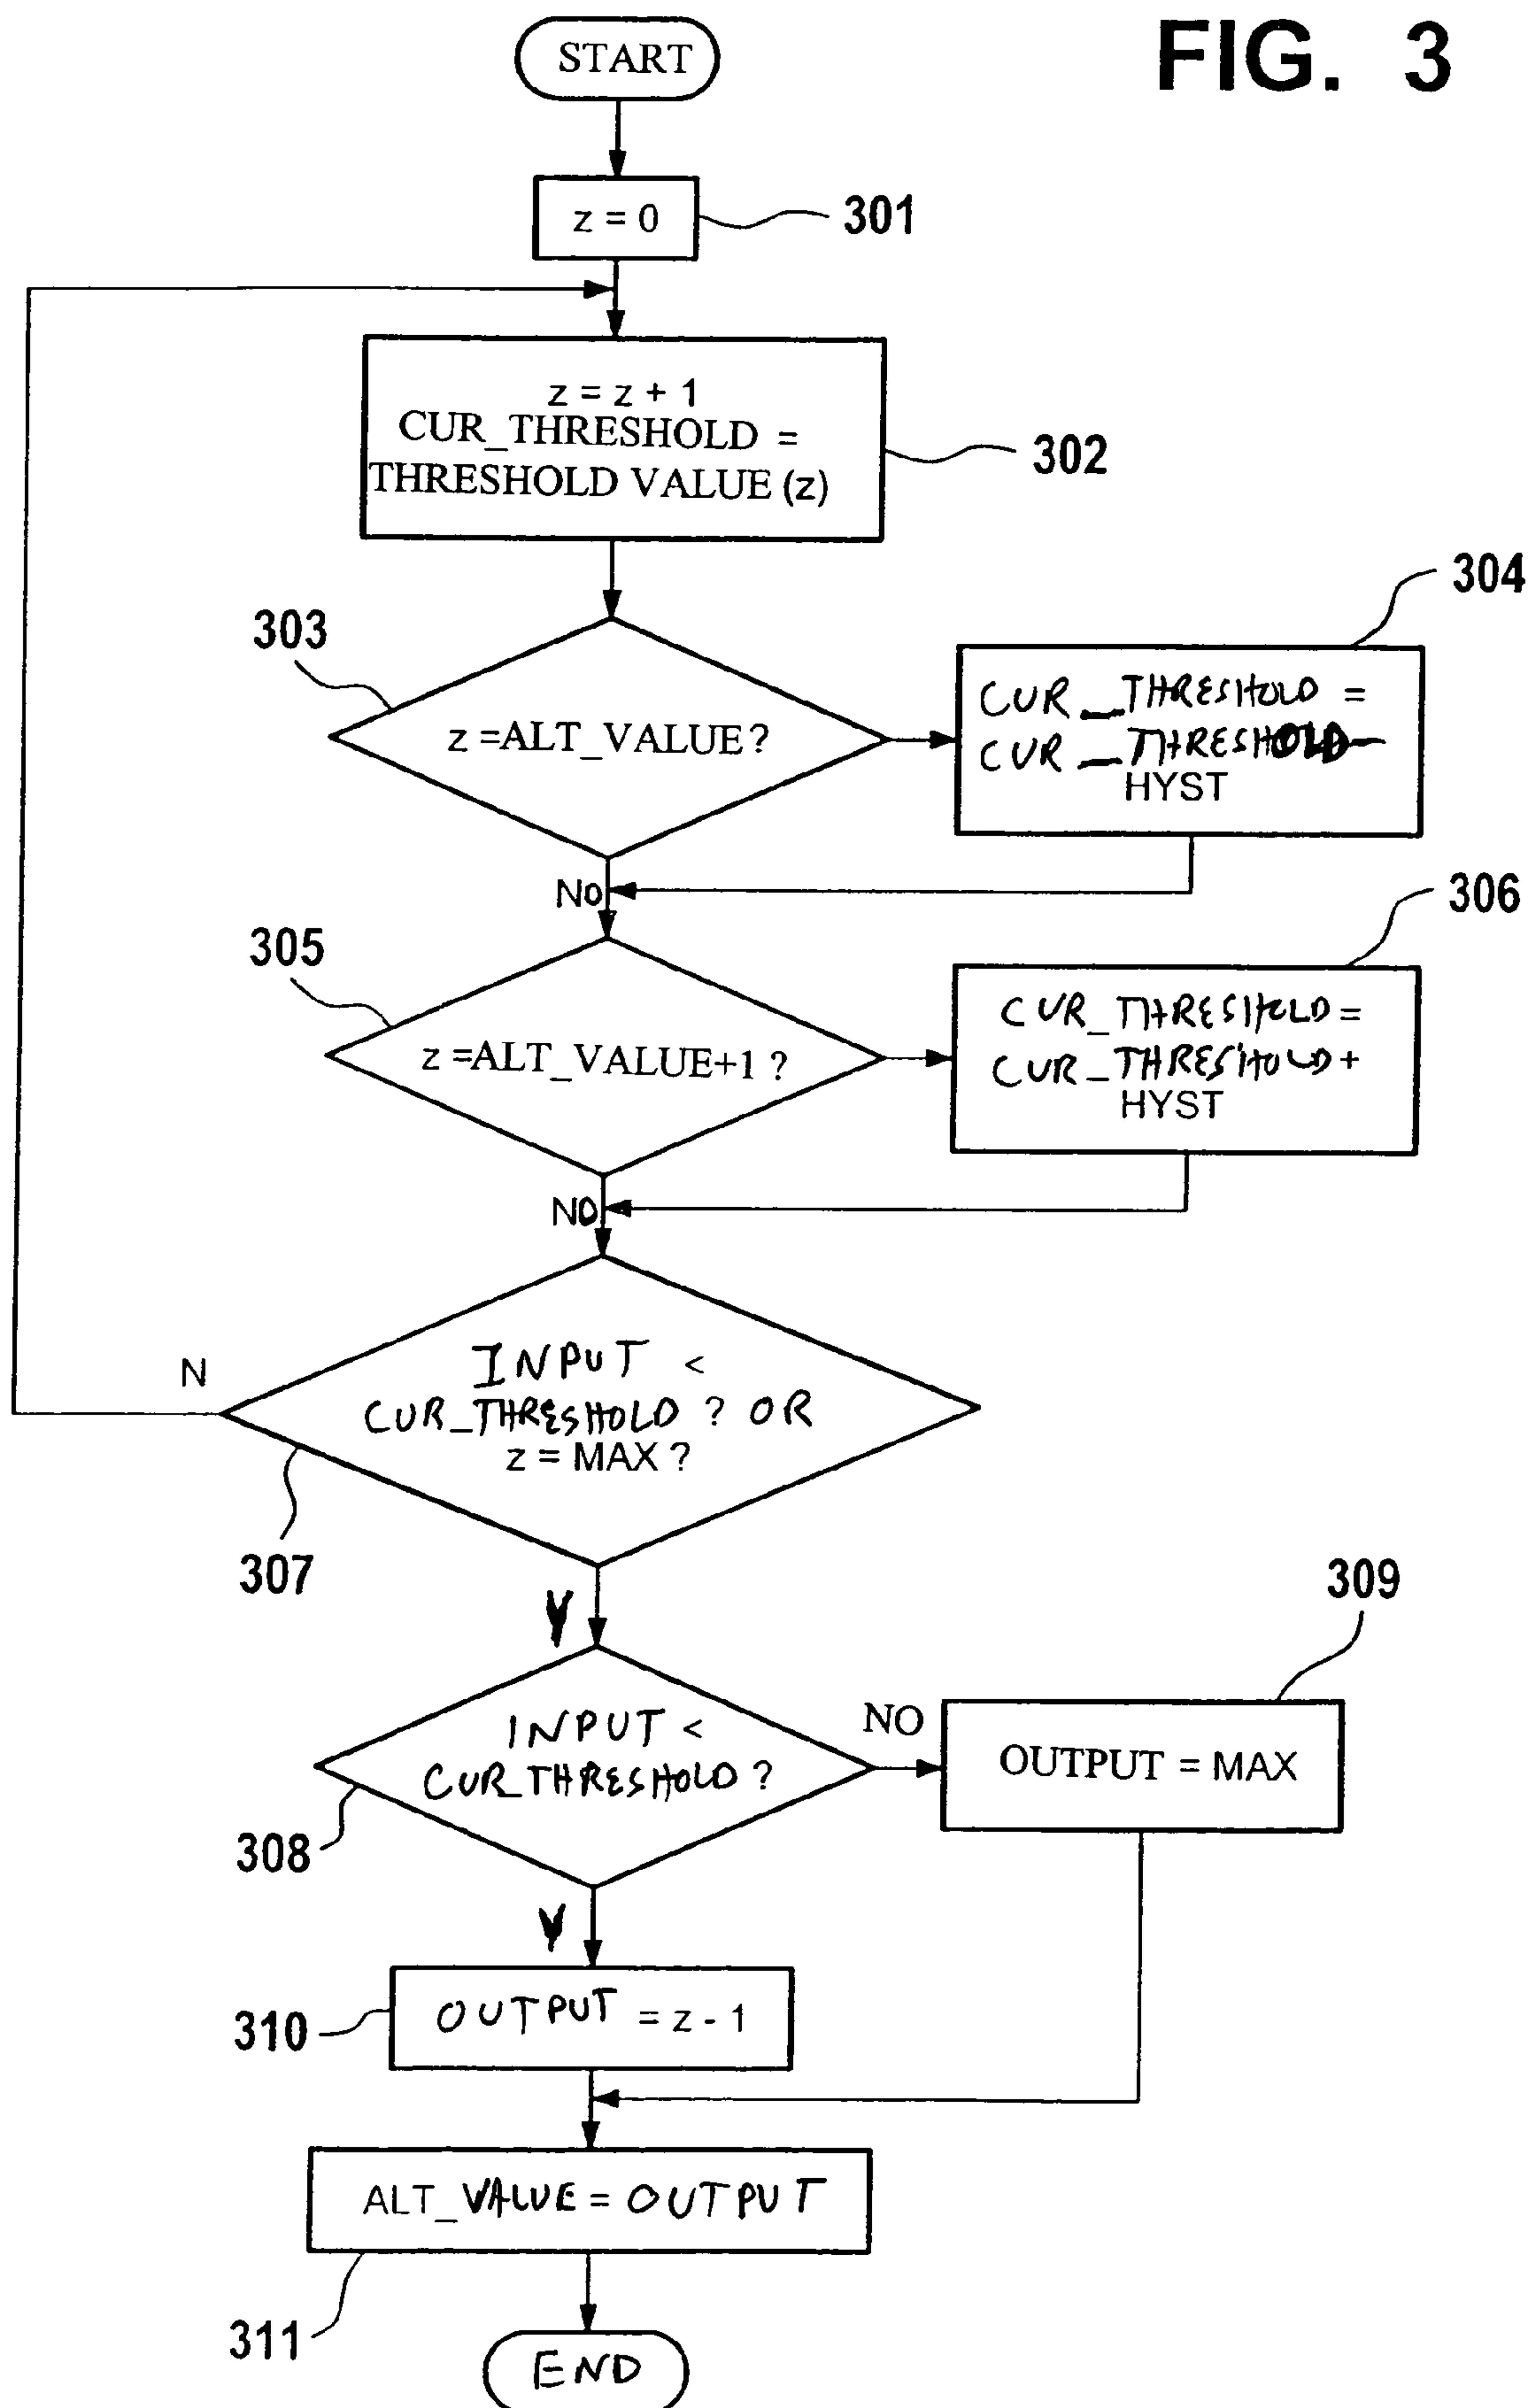 FIG. 3
START
z = 0
301
z = z + 1
CUR_THRESHOLD =
THRESHOLD VALUE (z)
302
303
z =ALT_VALUE?
304
CUR_THRESHOLD =
CUR_THRESHOLD-
HYST
NO
305
z =ALT_VALUE+1 ?
306
CUR_THRESHOLD =
CUR_THRESHOLD+
HYST
NO
N
INPUT <
CUR_THRESHOLD ? OR
z = MAX ?
307
Y
INPUT <
CUR_THRESHOLD ?
308
NO
309
OUTPUT = MAX
Y
310
OUTPUT = z - 1
ALT_VALUE = OUTPUT
311
END